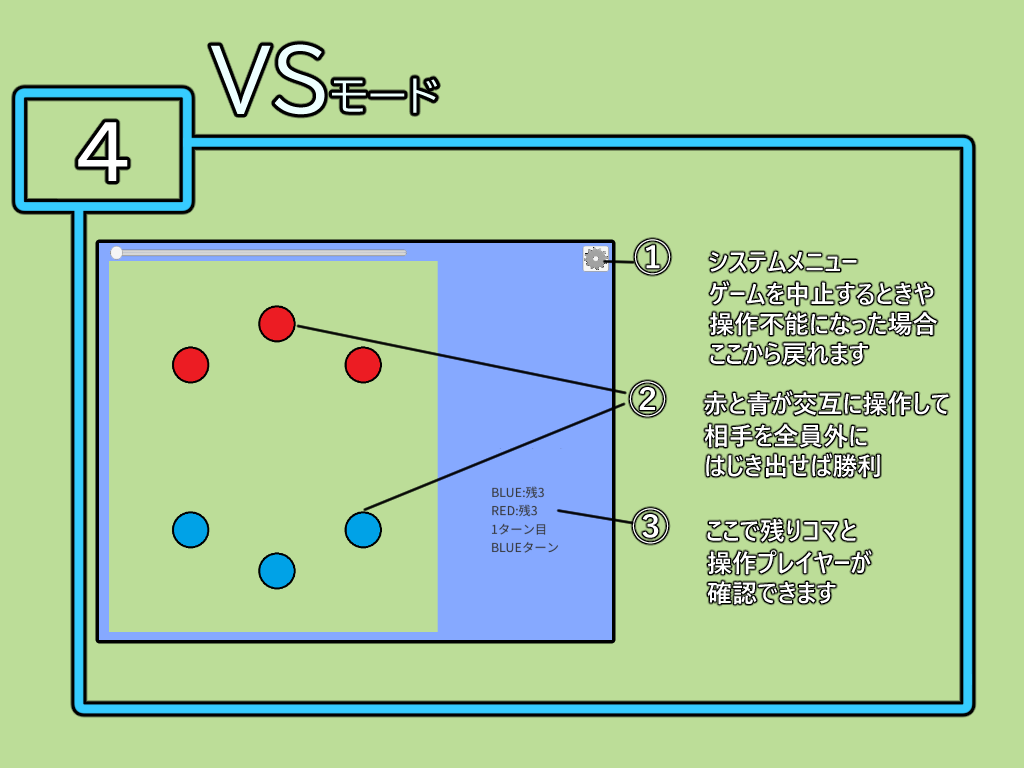 VSモード
4
①
システムメニュー
ゲームを中止するときや
操作不能になった場合
ここから戻れます
②
赤と青が交互に操作して
相手を全員外に
はじき出せば勝利
BLUE:残3
RED:残3
1ターン目
BLUEターン
③
ここで残りコマと
操作プレイヤーが
確認できます